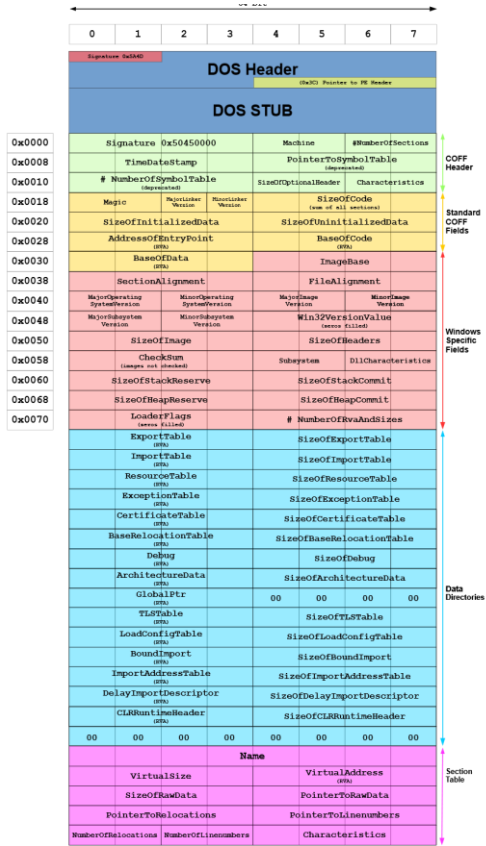 64 Bit
0 1 2 3 4 5 6 7
Signature 0x5A4D
DOS Header
(0x3C) Pointer to PE Header
DOS STUB
0x0000 Signature 0x50450000 Machine #NumberOfSections
0x0008 TimeDateStamp PointerToSymbolTable
(deprecated)
COFF
Header
0x0010 # NumberOfSymbolTable SizeOfOptionalHeader Characteristics
(deprecated)
0x0018 Magic MajorLinker MinorLinker SizeOfCode
Version Version (sum of all sections)
Standard
COFF
Fields
0x0020 SizeOfInitializedData SizeOfUninitializedData
0x0028 AddressOfEntryPoint BaseOfCode
(RVA) (RVA)
0x0030 BaseOfData ImageBase
(RVA)
0x0038 SectionAlignment FileAlignment
0x0040 MajorOperating MinorOperating MajorImage MinorImage
SystemVersion SystemVersion Version Version
0x0048 MajorSubsystem MinorSubsystem Win32VersionValue
Version Version (zeros filled)
Windows
Specific
Fields
0x0050 SizeOfImage SizeOfHeaders
0x0058 CheckSum Subsystem DllCharacteristics
(images not checked)
0x0060 SizeOfStackReserve SizeOfStackCommit
0x0068 SizeOfHeapReserve SizeOfHeapCommit
0x0070 LoaderFlags # NumberOfRvaAndSizes
(zeros filled)
ExportTable SizeOfExportTable
(RVA)
ImportTable SizeOfImportTable
(RVA)
ResourceTable SizeOfResourceTable
(RVA)
ExceptionTable SizeOfExceptionTable
(RVA)
CertificateTable SizeOfCertificateTable
(RVA)
BaseRelocationTable SizeOfBaseRelocationTable
(RVA)
Debug SizeOfDebug
(RVA)
ArchitectureData SizeOfArchitectureData
(RVA)
Data
Directories
GlobalPtr 00 00 00 00
(RVA)
TLSTable SizeOfTLSTable
(RVA)
LoadConfigTable SizeOfLoadConfigTable
(RVA)
BoundImport SizeOfBoundImport
(RVA)
ImportAddressTable SizeOfImportAddressTable
(RVA)
DelayImportDescriptor SizeOfDelayImportDescriptor
(RVA)
CLRRuntimeHeader SizeOfCLRRuntimeHeader
(RVA)
00 00 00 00 00 00 00 00
Name
VirtualSize VirtualAddress
(RVA)
Section
Table
SizeOfRawData PointerToRawData
PointerToRelocations PointerToLinenumbers
NumberOfRelocations NumberOfLinenumbers Characteristics